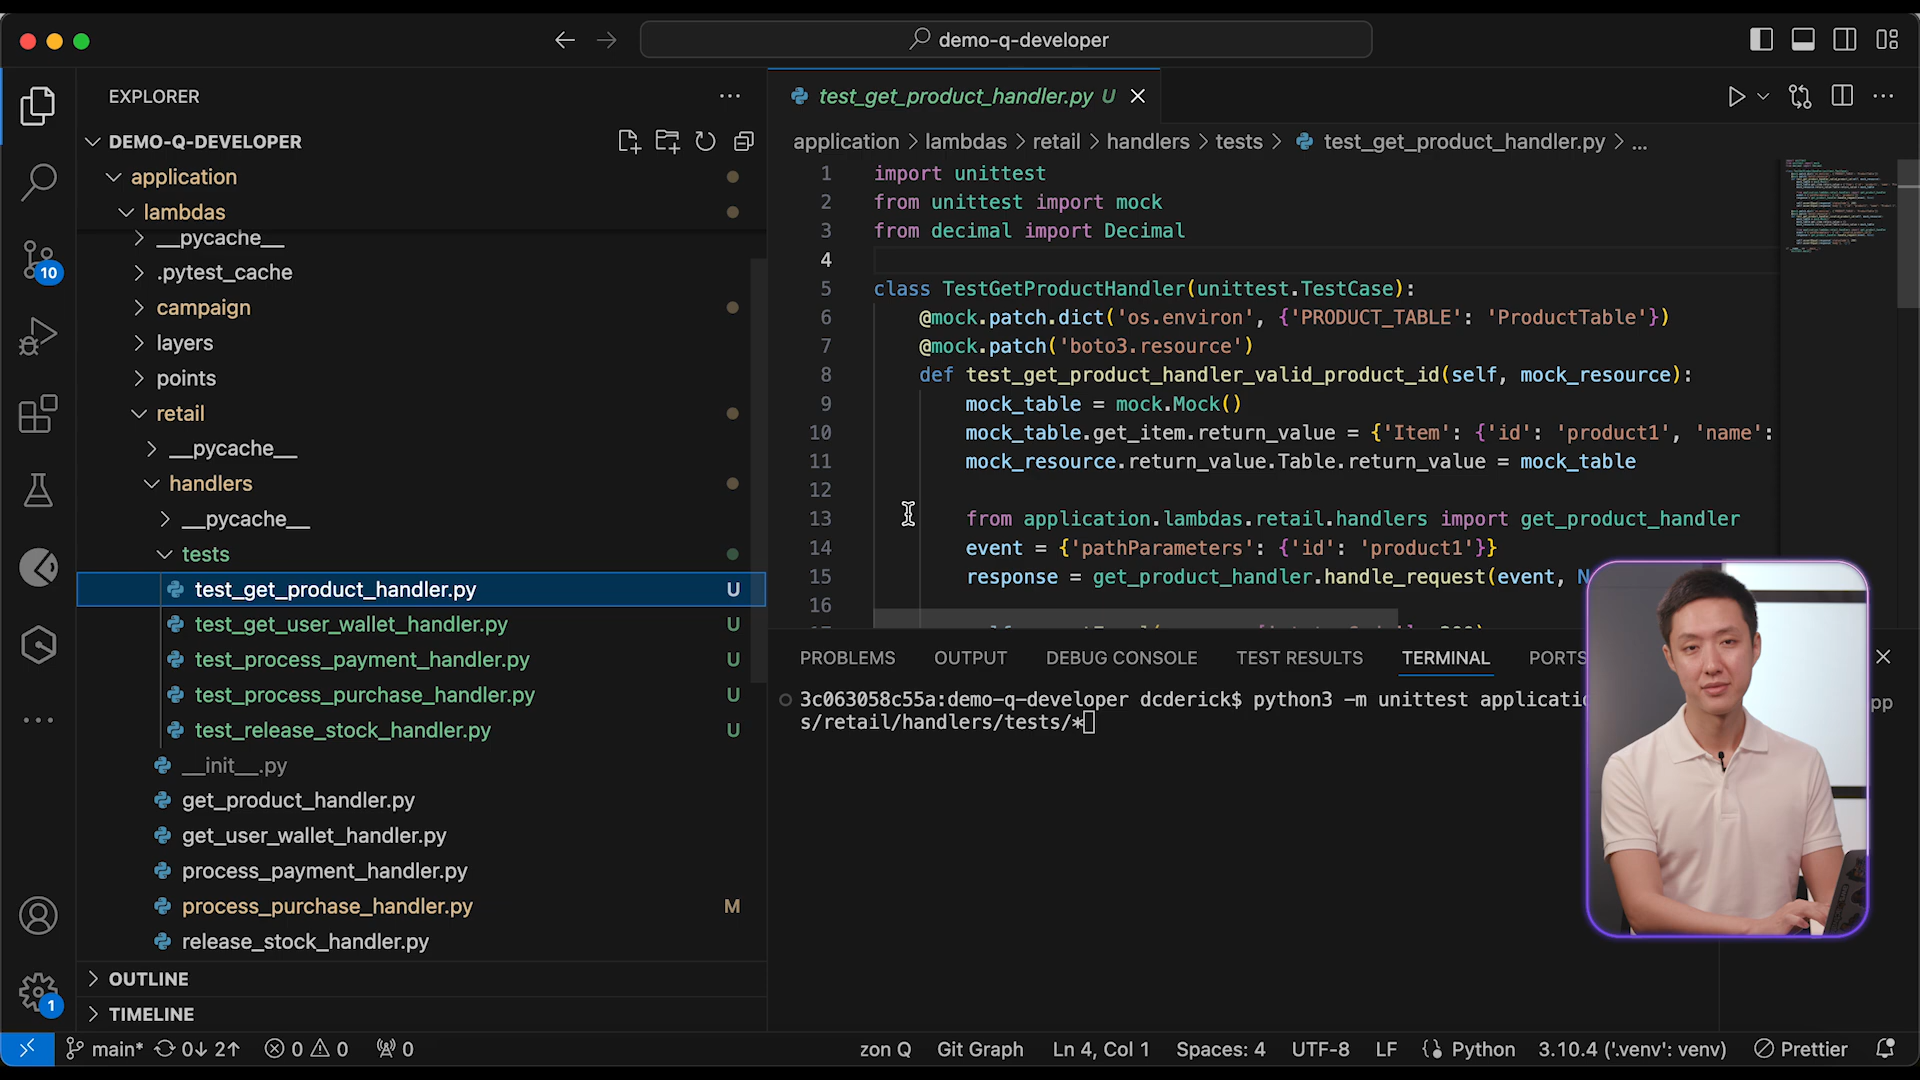 demo-q-developer
EXPLORER
DEMO-Q-DEVELOPER
application
lambdas
__pycache__
.pytest_cache
campaign
layers
points
retail
__pycache__
handlers
__pycache__
tests
test_get_product_handler.py U
test_get_user_wallet_handler.py U
test_process_payment_handler.py U
test_process_purchase_handler.py U
test_release_stock_handler.py U
__init__.py
get_product_handler.py
get_user_wallet_handler.py
process_payment_handler.py
process_purchase_handler.py M
release_stock_handler.py
OUTLINE
TIMELINE
10
1
test_get_product_handler.py U
application > lambdas > retail > handlers > tests > test_get_product_handler.py > ...
1 import unittest
2 from unittest import mock
3 from decimal import Decimal
4
5 class TestGetProductHandler(unittest.TestCase):
6 @mock.patch.dict('os.environ', {'PRODUCT_TABLE': 'ProductTable'})
7 @mock.patch('boto3.resource')
8 def test_get_product_handler_valid_product_id(self, mock_resource):
9 mock_table = mock.Mock()
10 mock_table.get_item.return_value = {'Item': {'id': 'product1', 'name':
11 mock_resource.return_value.Table.return_value = mock_table
12
13 from application.lambdas.retail.handlers import get_product_handler
14 event = {'pathParameters': {'id': 'product1'}}
15 response = get_product_handler.handle_request(event, N
16
PROBLEMS OUTPUT DEBUG CONSOLE TEST RESULTS TERMINAL PORTS
3c063058c55a:demo-q-developer dcderick$ python3 -m unittest applicatio
s/retail/handlers/tests/*
pp
main* 0↓ 2↑ 0 0 0 zon Q Git Graph Ln 4, Col 1 Spaces: 4 UTF-8 LF Python 3.10.4 ('.venv': venv) Prettier